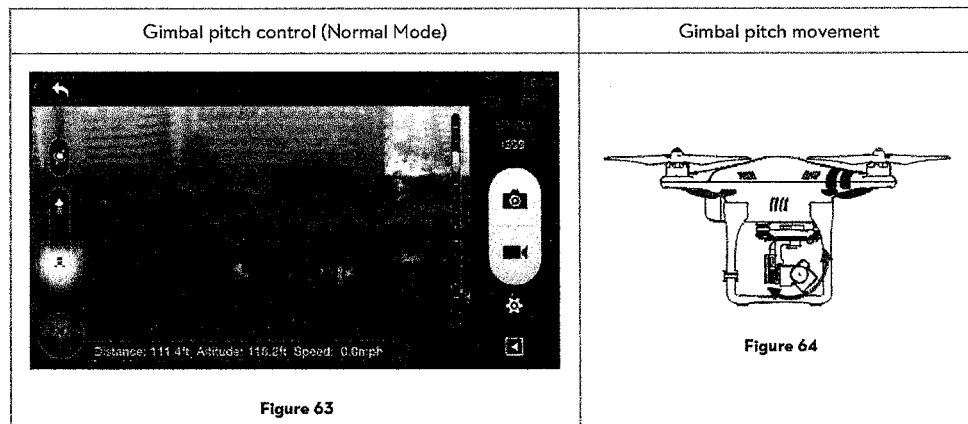 Gimbal pitch control (Normal Mode)
Gimbal pitch movement
Distance: 111.4ft Altitude: 116.2ft Speed: 0.0mph
Figure 63
Figure 64